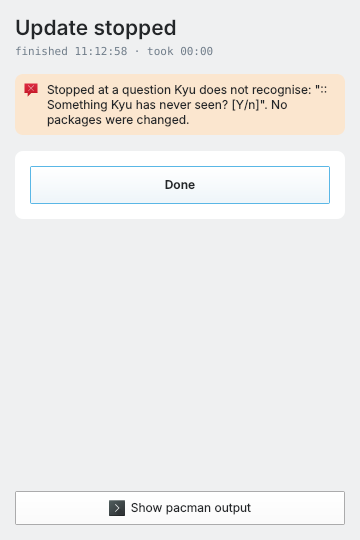 Update stopped
finished 11:12:58 · took 00:00
Stopped at a question Kyu does not recognise: "::
Something Kyu has never seen? [Y/n]". No
packages were changed.
Done
Show pacman output